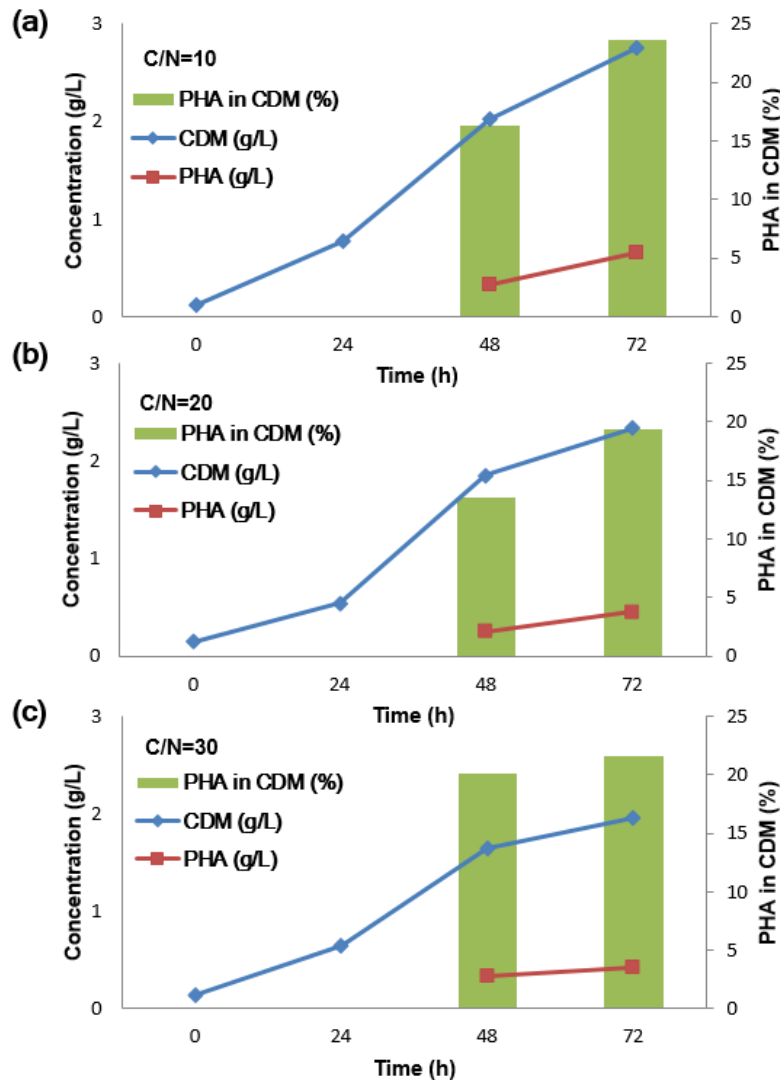 (a)
C/N=10
PHA in CDM (%)
CDM (g/L)
PHA (g/L)
Concentration (g/L)
3
2
1
0
25
20
15
10
5
0
PHA in CDM (%)
0 24 48 72
Time (h)
(b)
C/N=20
PHA in CDM (%)
CDM (g/L)
PHA (g/L)
Concentration (g/L)
3
2
1
0
25
20
15
10
5
0
PHA in CDM (%)
0 24 48 72
Time (h)
(c)
C/N=30
PHA in CDM (%)
CDM (g/L)
PHA (g/L)
Concentration (g/L)
3
2
1
0
25
20
15
10
5
0
PHA in CDM (%)
0 24 48 72
Time (h)